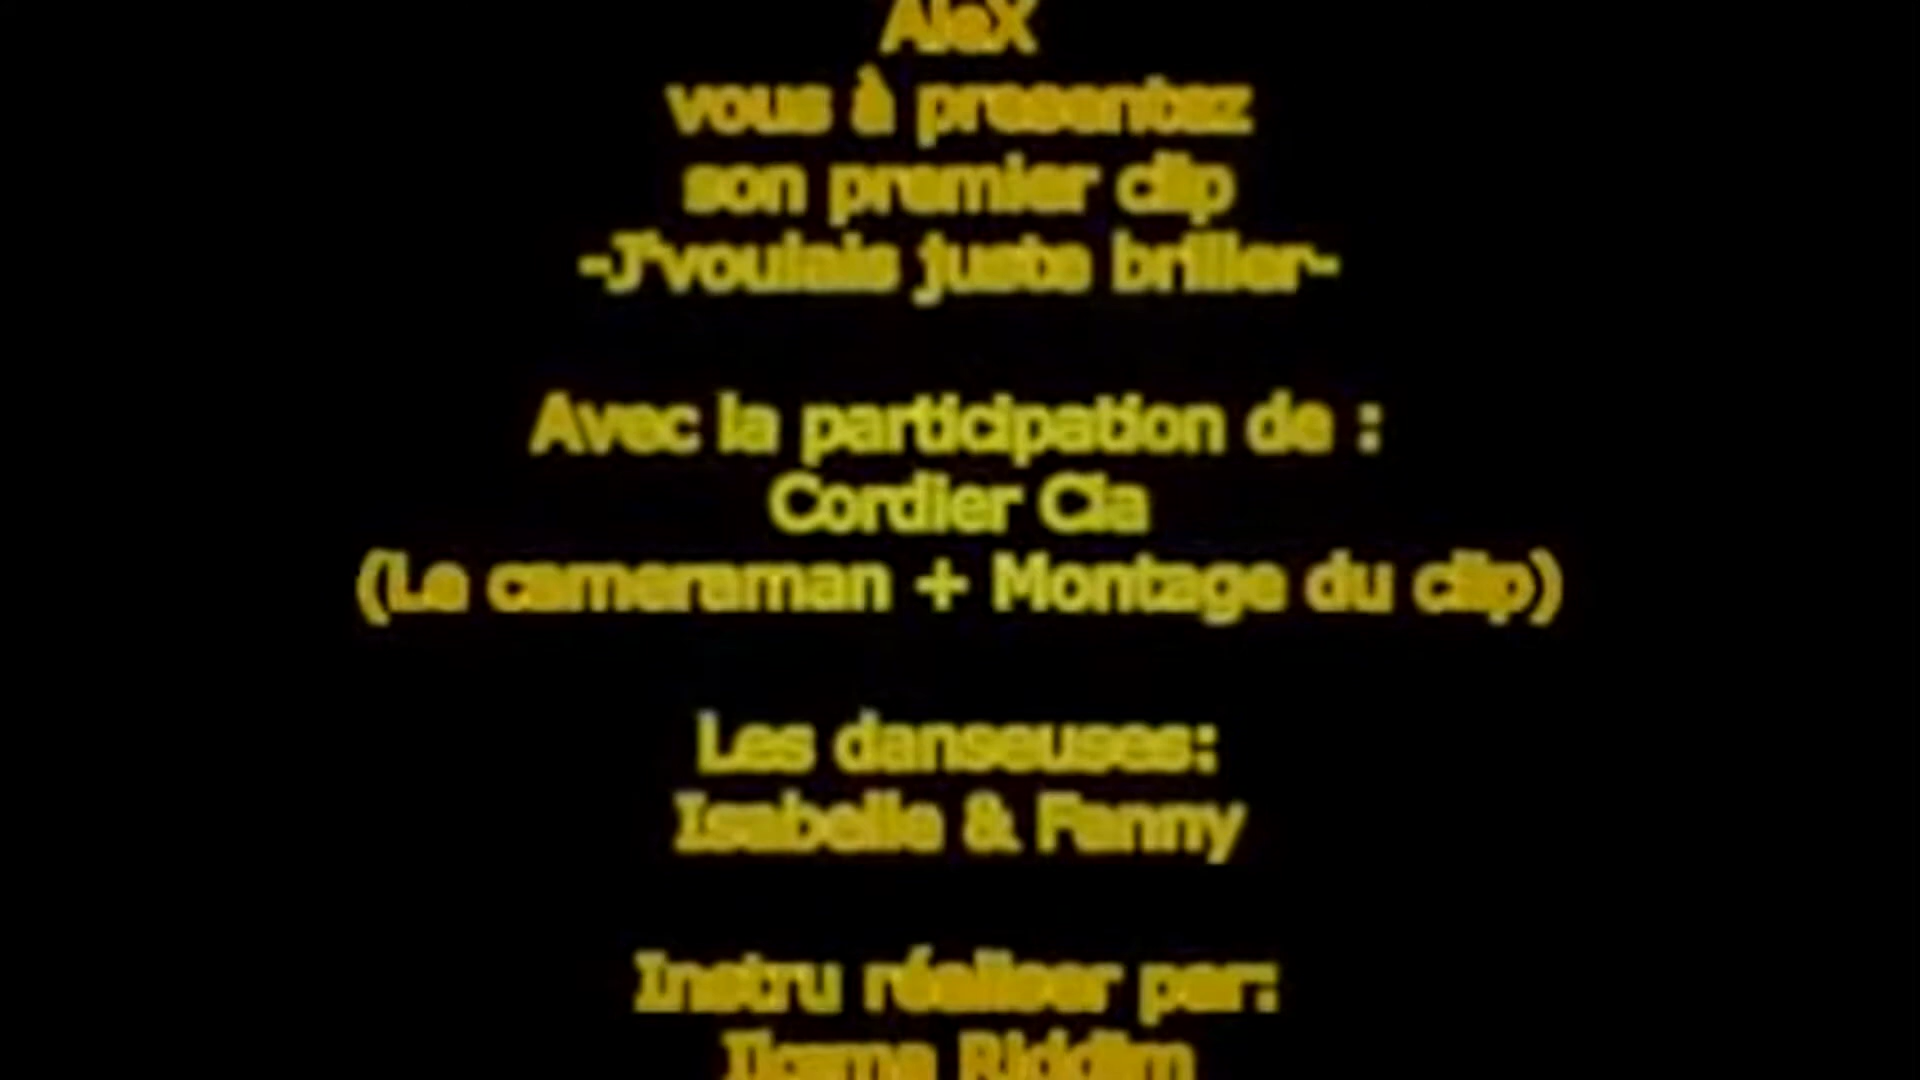 AleX
vous à presentez
son premier clip
-J'voulais juste briller-
Avec la participation de :
Cordier Cla
(Le cameraman + Montage du clip)
Les danseuses:
Isabelle & Fanny
Instru réaliser par:
Riddim